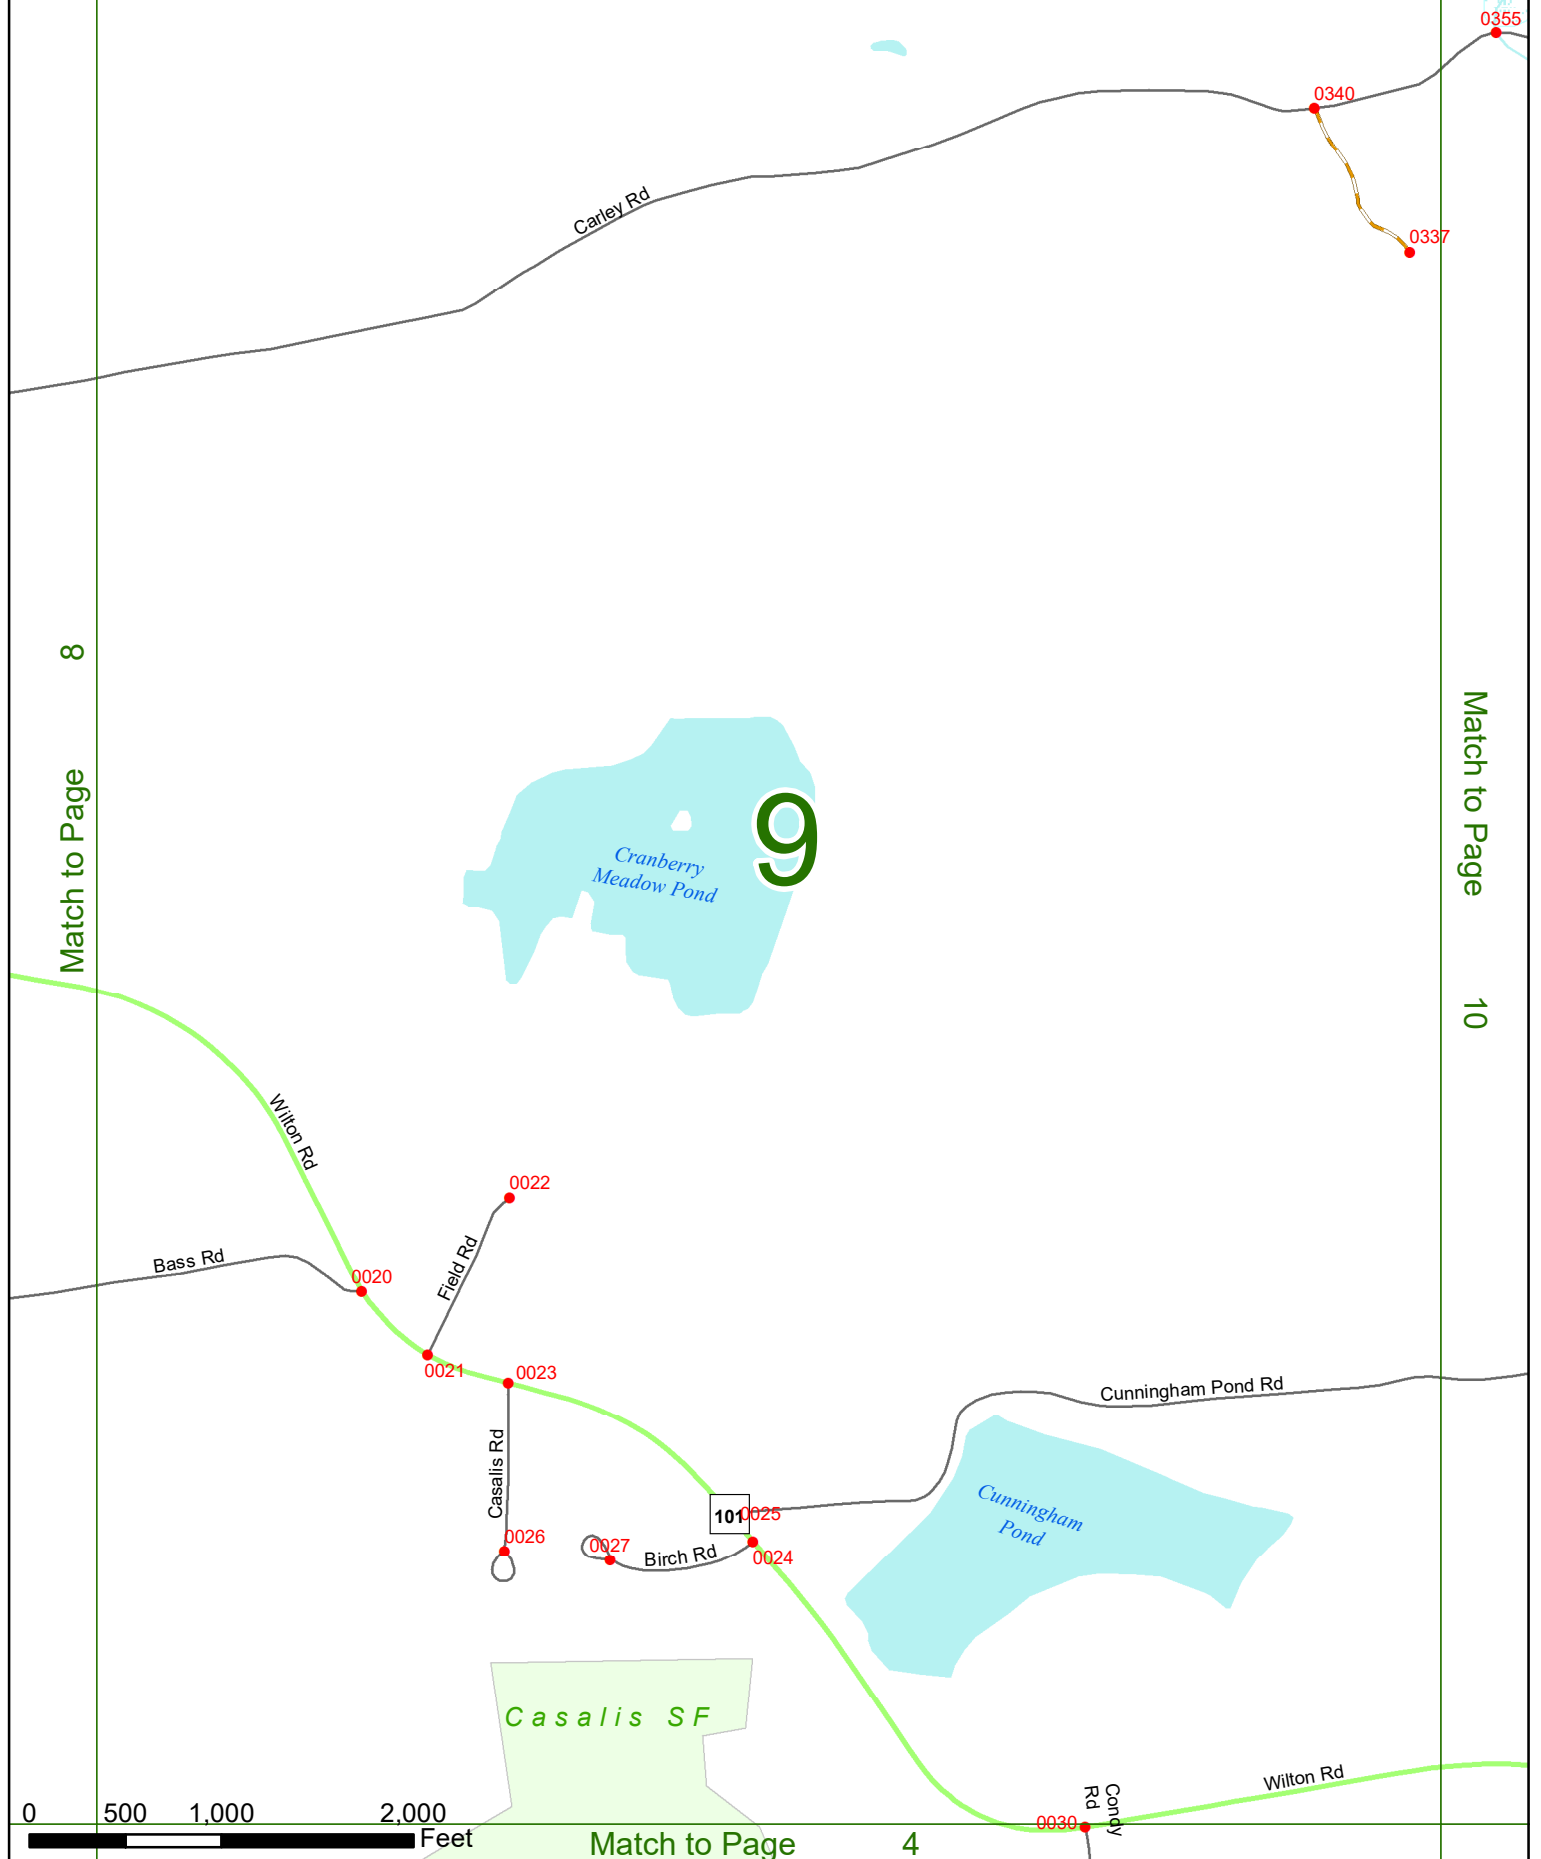 0355
0340
Carley Rd
0337
8
Match to Page
Match to Page
10
9
Cranberry
Meadow Pond
Wilton Rd
0022
Bass Rd
Field Rd
0020
0021
0023
Cunningham Pond Rd
Casalis Rd
101
0025
Cunningham
Pond
0026
0027
Birch Rd
0024
Casalis SF
Wilton Rd
Condy
Rd
0030
0 500 1,000 2,000
Feet
Match to Page 4